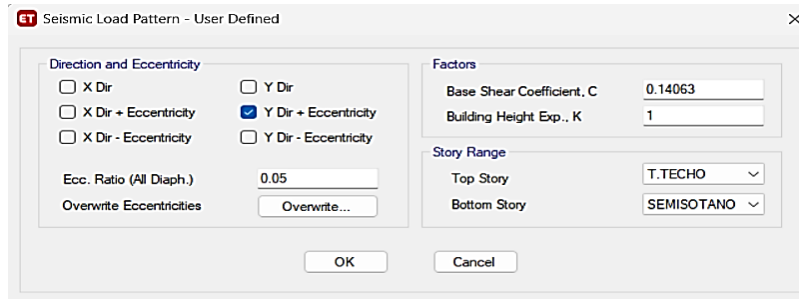 ET Seismic Load Pattern - User Defined
Direction and Eccentricity
X Dir Y Dir
X Dir + Eccentricity Y Dir + Eccentricity
X Dir - Eccentricity Y Dir - Eccentricity
Ecc. Ratio (All Diaph.) 0.05
Overwrite Eccentricities Overwrite...
Factors
Base Shear Coefficient, C 0.14063
Building Height Exp., K 1
Story Range
Top Story T.TECHO
Bottom Story SEMISOTANO
OK Cancel